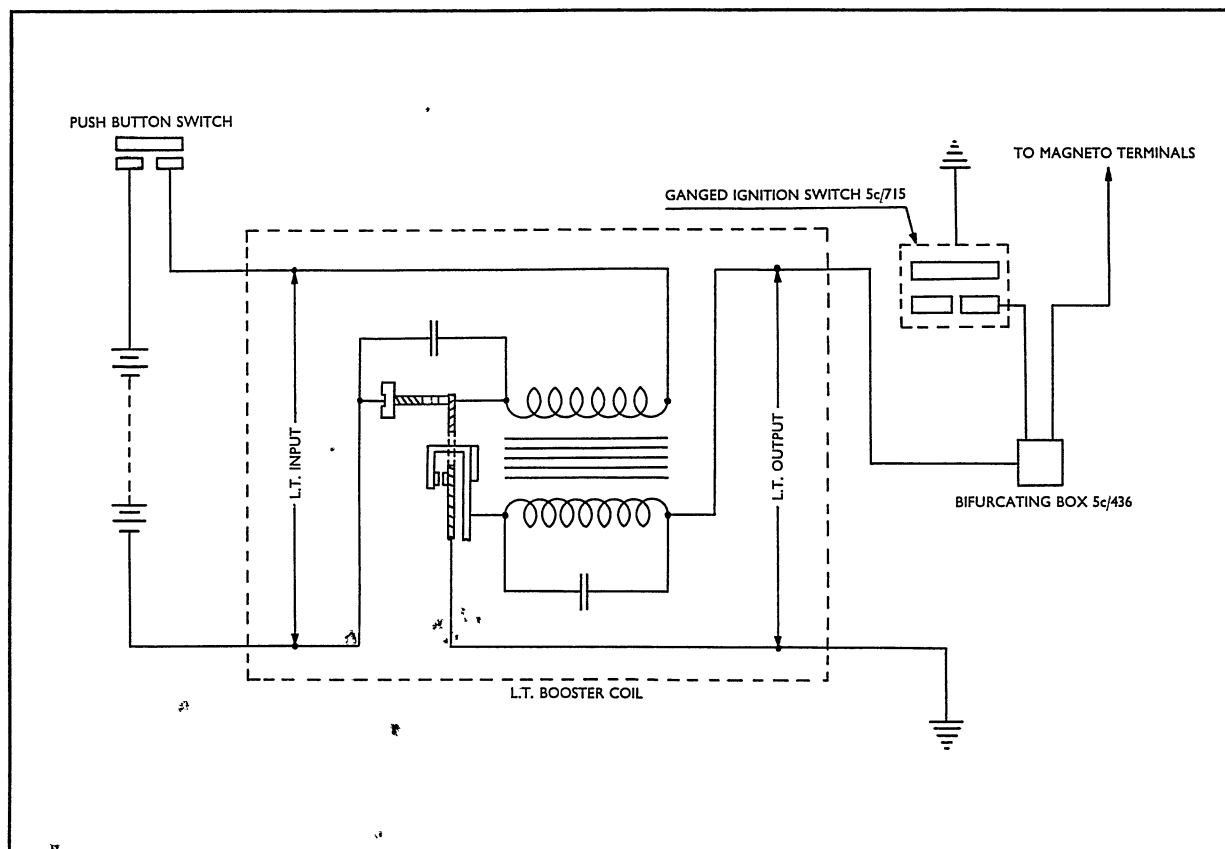 PUSH BUTTON SWITCH
TO MAGNETO TERMINALS
GANGED IGNITION SWITCH 5c/715
L.T. INPUT
L.T. OUTPUT
BIFURCATING BOX 5c/436
L.T. BOOSTER COIL